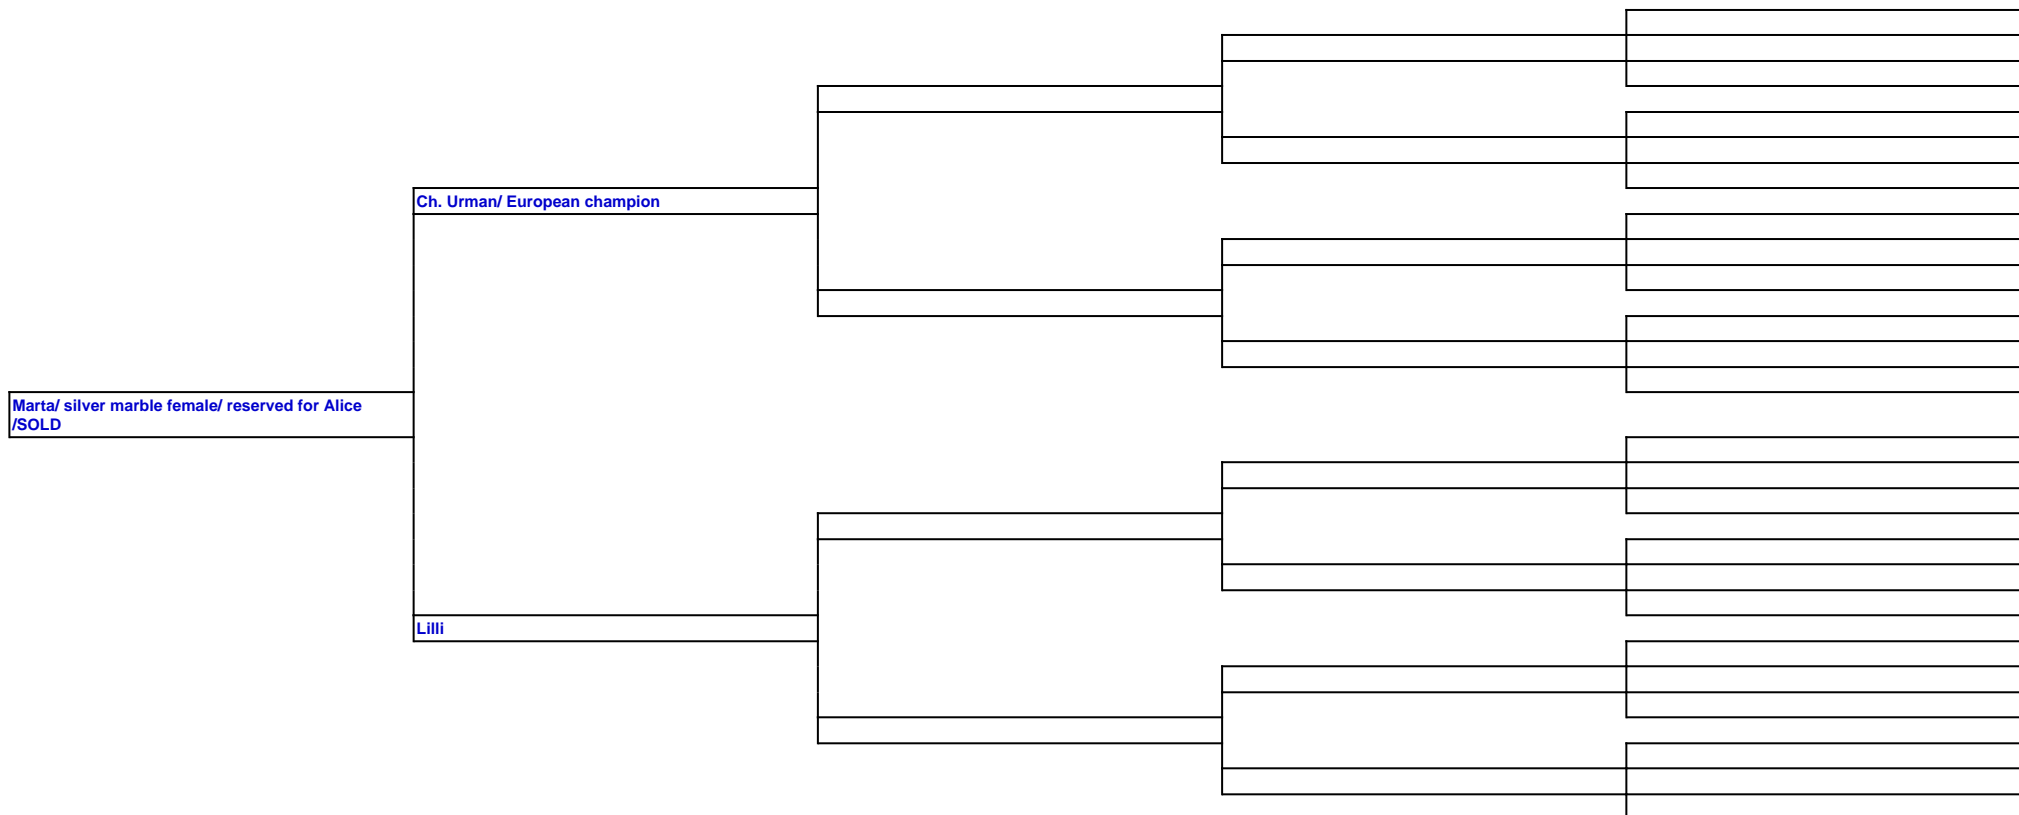 Ch. Urman/ European champion
Marta/ silver marble female/ reserved for Alice
/SOLD
Lilli